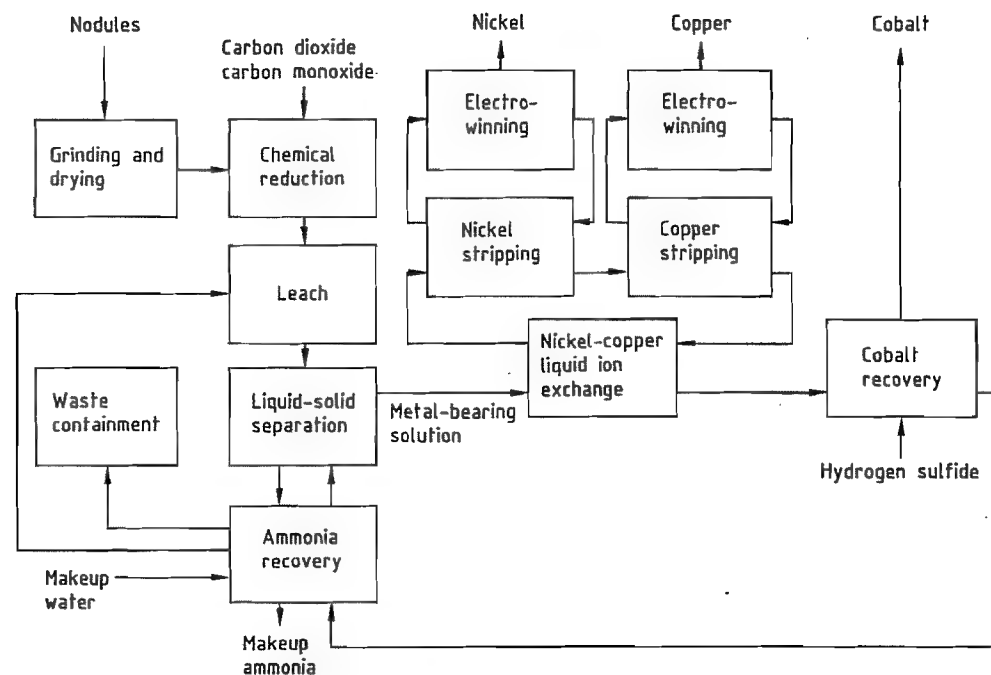 Nodules
Carbon dioxide
carbon monoxide
Nickel
Copper
Cobalt
Grinding and
drying
Chemical
reduction
Electro-
winning
Electro-
winning
Nickel
stripping
Copper
stripping
Leach
Nickel-copper
liquid ion
exchange
Cobalt
recovery
Waste
containment
Liquid-solid
separation
Metal-bearing
solution
Hydrogen sulfide
Ammonia
recovery
Makeup
water
Makeup
ammonia